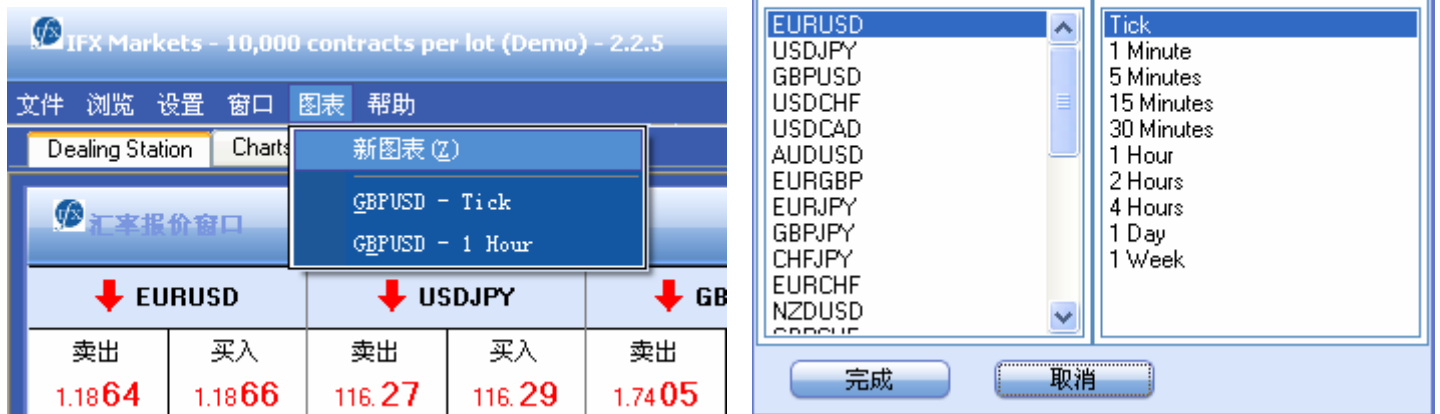 IFX Markets - 10,000 contracts per lot (Demo) - 2.2.5
文件 浏览 设置 窗口 图表 帮助
Dealing Station Charts
新图表(Z)
GBPUSD - Tick
GBPUSD - 1 Hour
ifx 汇率报价窗口
EURUSD USDJPY GB
卖出 买入 卖出 买入 卖出
1.1864 1.1866 116.27 116.29 1.7405
EURUSD
USDJPY
GBPUSD
USDCHF
USDCAD
AUDUSD
EURGBP
EURJPY
GBPJPY
CHFJPY
EURCHF
NZDUSD
Tick
1 Minute
5 Minutes
15 Minutes
30 Minutes
1 Hour
2 Hours
4 Hours
1 Day
1 Week
完成 取消